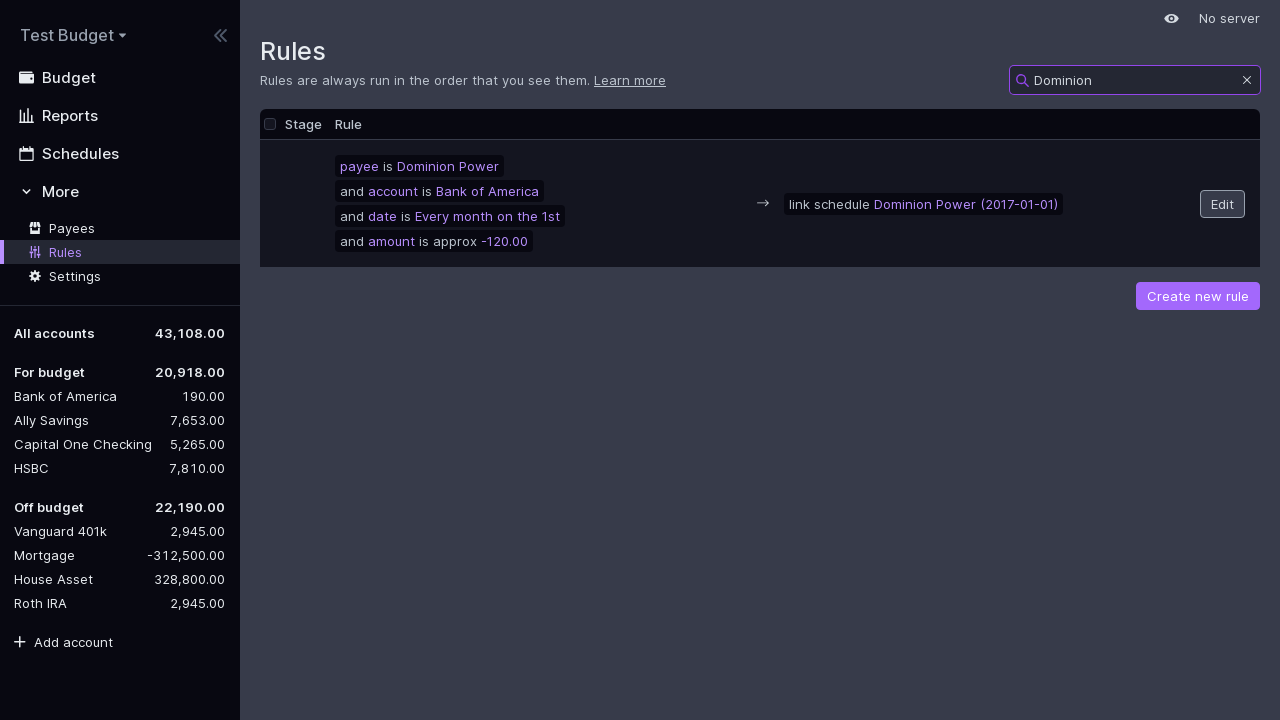 Test Budget
Budget
Reports
Schedules
More
Payees
Rules
Settings
All accounts 43,108.00
For budget 20,918.00
Bank of America 190.00
Ally Savings 7,653.00
Capital One Checking 5,265.00
HSBC 7,810.00
Off budget 22,190.00
Vanguard 401k 2,945.00
Mortgage -312,500.00
House Asset 328,800.00
Roth IRA 2,945.00
Add account
No server
Rules
Rules are always run in the order that you see them. Learn more
Dominion
Stage Rule
payee is Dominion Power
and account is Bank of America
and date is Every month on the 1st
and amount is approx -120.00
→ link schedule Dominion Power (2017-01-01)
Edit
Create new rule